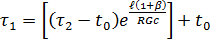 τ₁ = [(τ₂ − t₀)e^{ℓ(1+β)/RGc}] + t₀